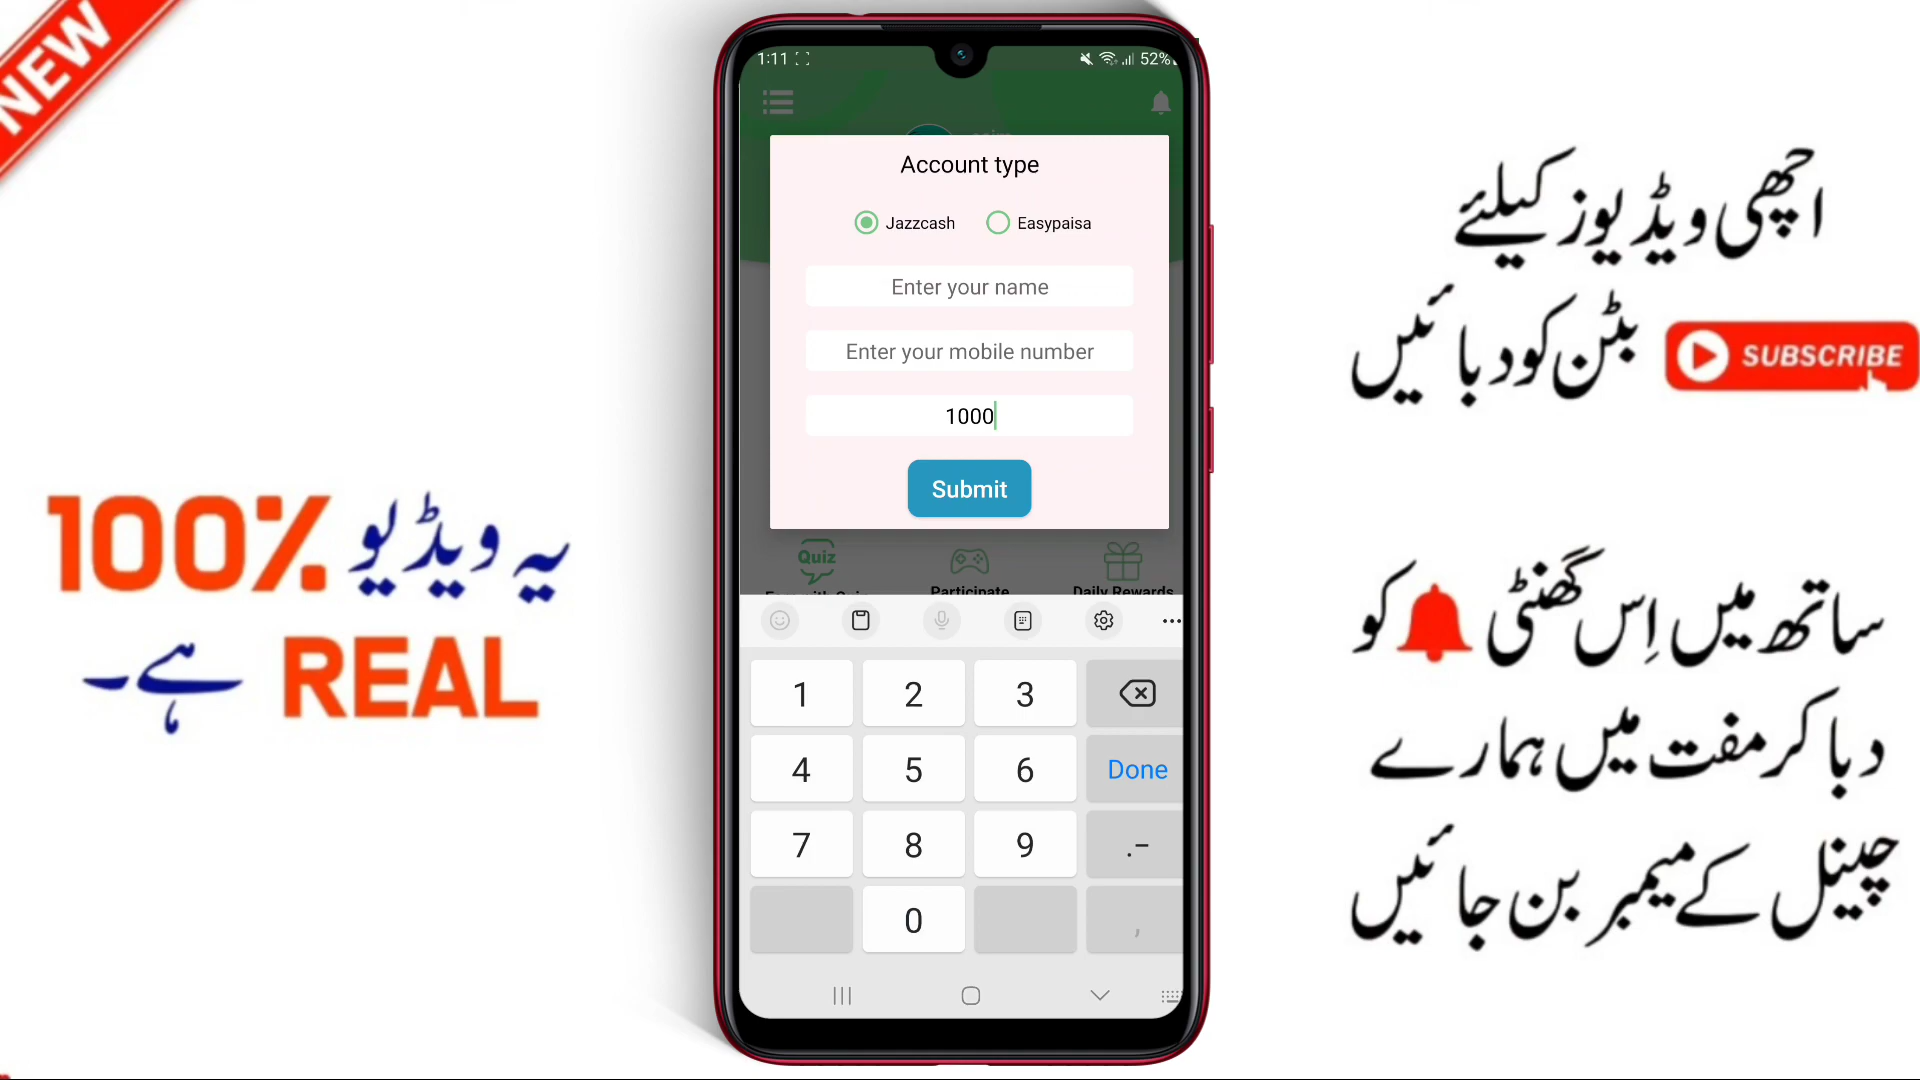 NEW
یہ ویڈیو 100%
REAL ہے۔
1:11
52%
Account type
Jazzcash
Easypaisa
Enter your name
Enter your mobile number
1000
Submit
Quiz
Participate
Daily Rewards
1 2 3
4 5 6 Done
7 8 9 .-
0 ,
اچھی ویڈیوز کیلئے
بٹن کو دبائیں SUBSCRIBE
ساتھ میں اِس گھنٹی کو
دبا کر مفت میں ہمارے
چینل کے میمبر بن جائیں